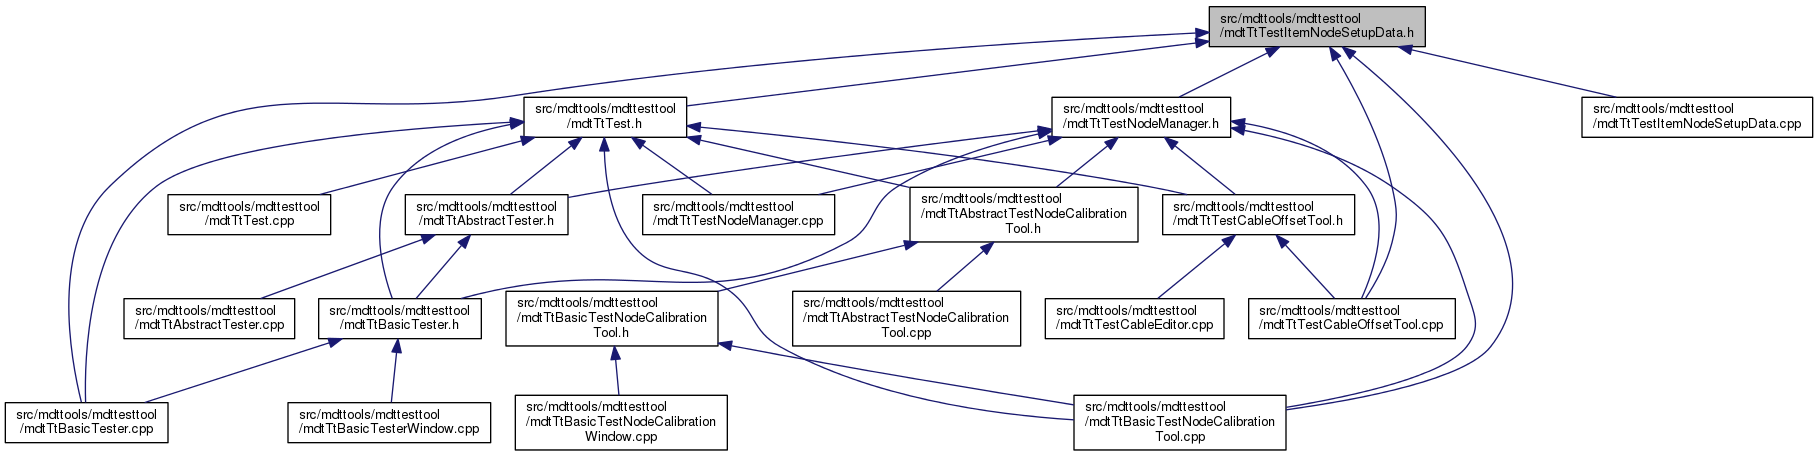 src/mdttools/mdttesttool
/mdtTtTestItemNodeSetupData.h
src/mdttools/mdttesttool
/mdtTtTest.h
src/mdttools/mdttesttool
/mdtTtTestNodeManager.h
src/mdttools/mdttesttool
/mdtTtTestItemNodeSetupData.cpp
src/mdttools/mdttesttool
/mdtTtTest.cpp
src/mdttools/mdttesttool
/mdtTtAbstractTester.h
src/mdttools/mdttesttool
/mdtTtTestNodeManager.cpp
src/mdttools/mdttesttool
/mdtTtAbstractTestNodeCalibration
Tool.h
src/mdttools/mdttesttool
/mdtTtTestCableOffsetTool.h
src/mdttools/mdttesttool
/mdtTtAbstractTester.cpp
src/mdttools/mdttesttool
/mdtTtBasicTester.h
src/mdttools/mdttesttool
/mdtTtBasicTestNodeCalibration
Tool.h
src/mdttools/mdttesttool
/mdtTtAbstractTestNodeCalibration
Tool.cpp
src/mdttools/mdttesttool
/mdtTtTestCableEditor.cpp
src/mdttools/mdttesttool
/mdtTtTestCableOffsetTool.cpp
src/mdttools/mdttesttool
/mdtTtBasicTester.cpp
src/mdttools/mdttesttool
/mdtTtBasicTesterWindow.cpp
src/mdttools/mdttesttool
/mdtTtBasicTestNodeCalibration
Window.cpp
src/mdttools/mdttesttool
/mdtTtBasicTestNodeCalibration
Tool.cpp